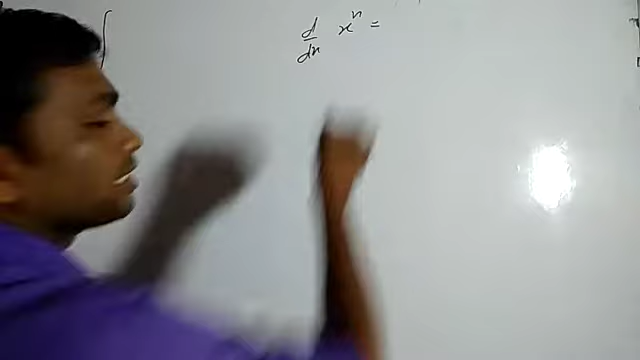 ∫
d/dx xⁿ =